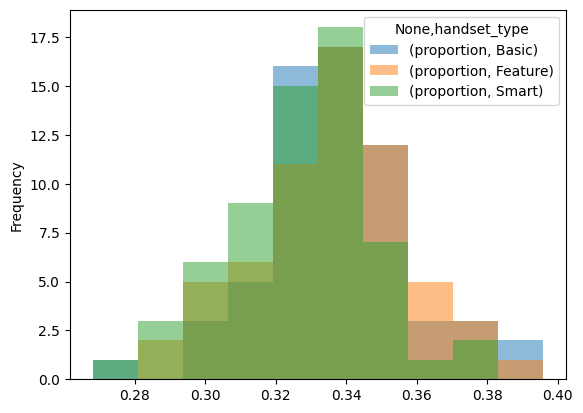 None,handset_type
(proportion, Basic)
(proportion, Feature)
(proportion, Smart)
Frequency
17.5
15.0
12.5
10.0
7.5
5.0
2.5
0.0
0.28 0.30 0.32 0.34 0.36 0.38 0.40